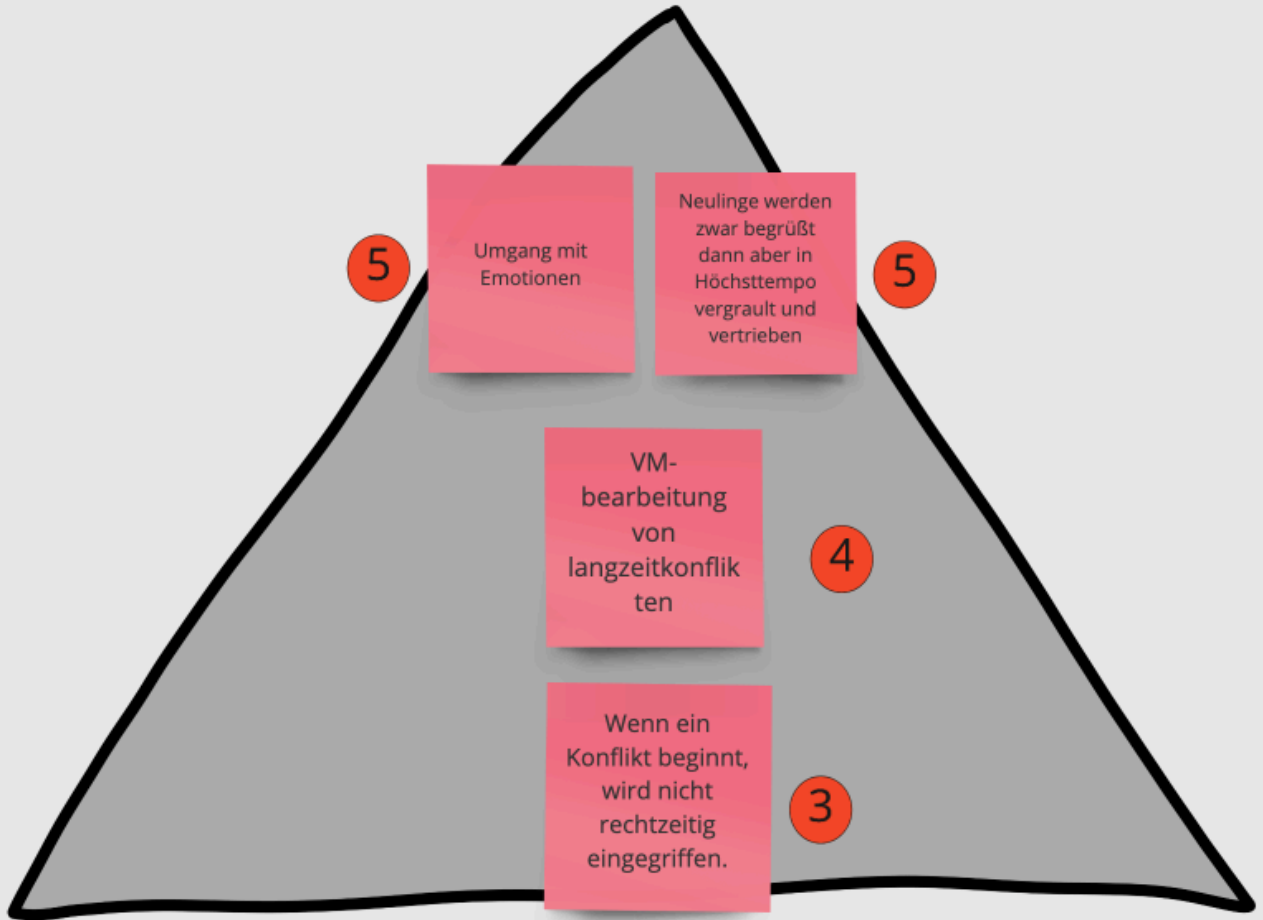 Umgang mit
Emotionen
5
Neulinge werden
zwar begrüßt
dann aber in
Höchsttempo
vergrault und
vertrieben
5
VM-
bearbeitung
von
langzeitkonflik
ten
4
Wenn ein
Konflikt beginnt,
wird nicht
rechtzeitig
eingegriffen.
3